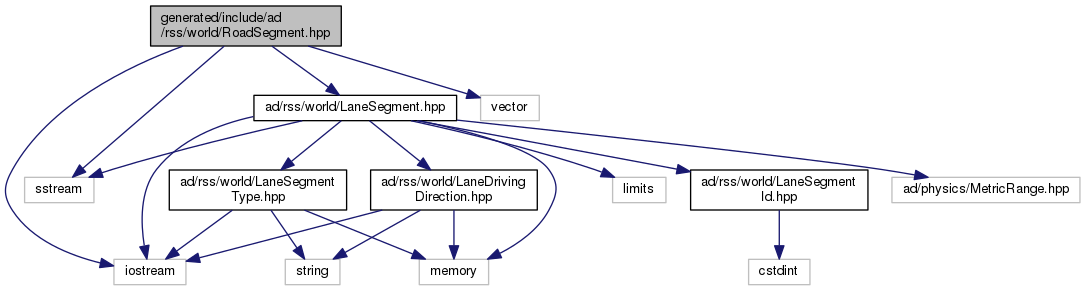 generated/include/ad
/rss/world/RoadSegment.hpp
ad/rss/world/LaneSegment.hpp
vector
sstream
ad/rss/world/LaneSegment
Type.hpp
ad/rss/world/LaneDriving
Direction.hpp
limits
ad/rss/world/LaneSegment
Id.hpp
ad/physics/MetricRange.hpp
iostream
string
memory
cstdint